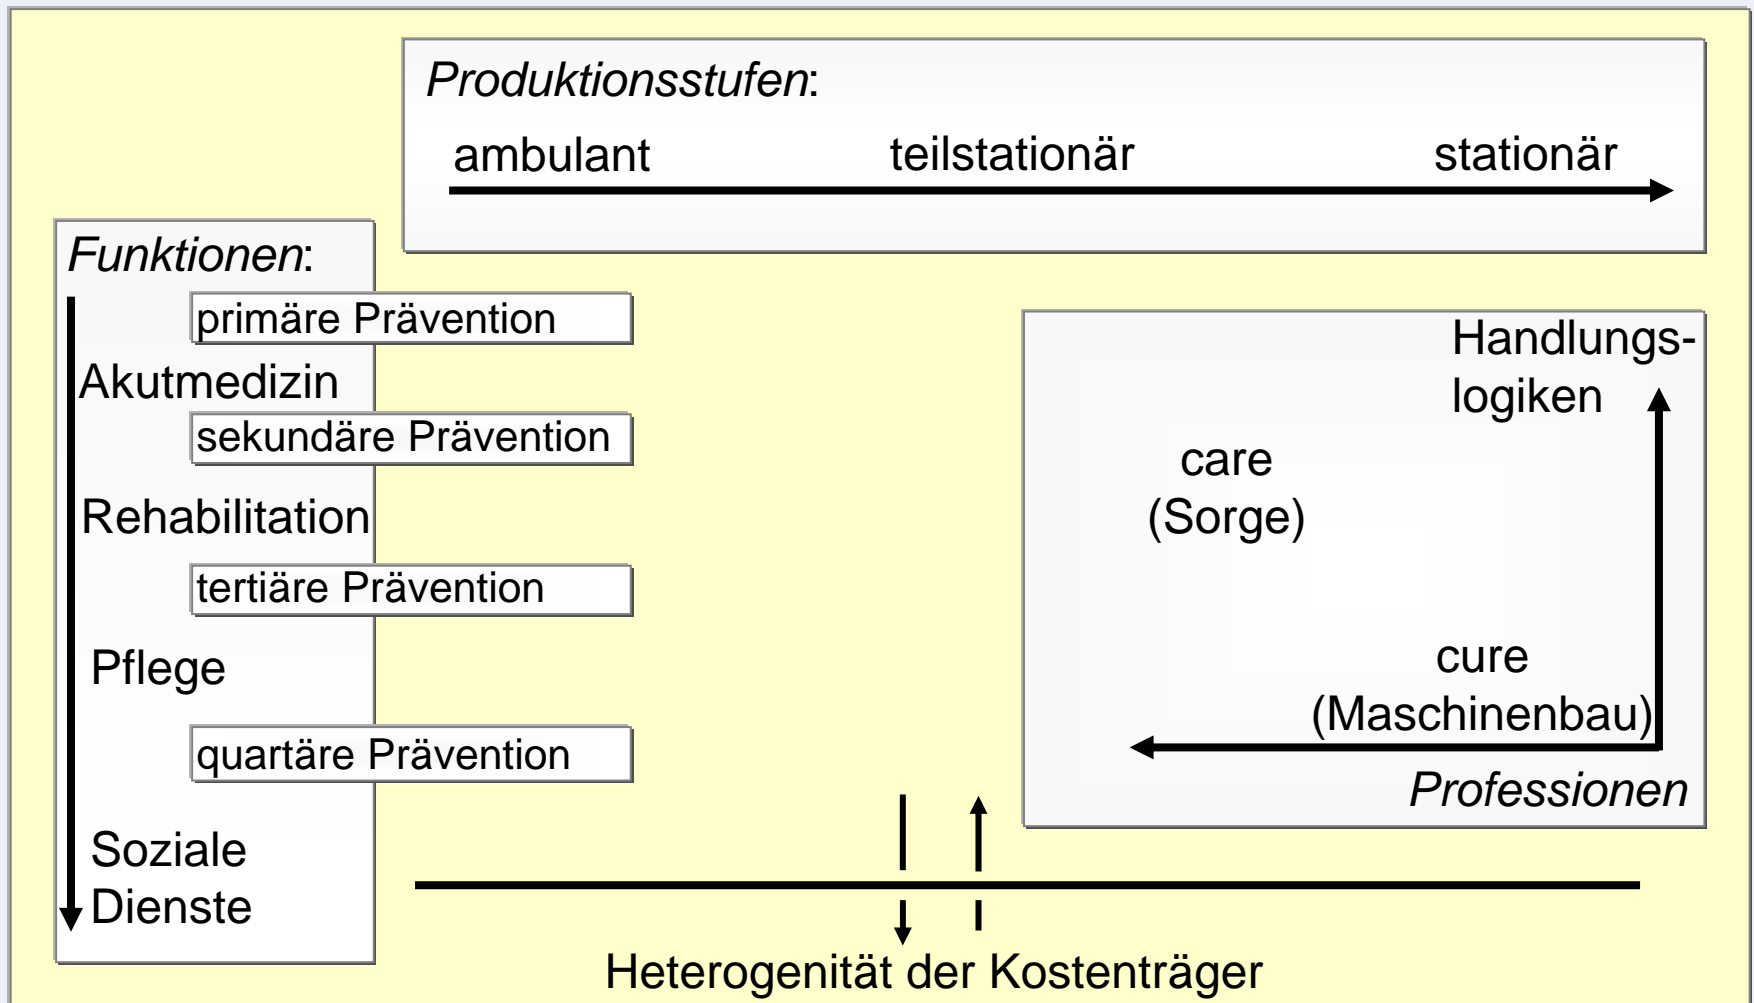 Produktionsstufen:
ambulant teilstationär stationär
Funktionen:
primäre Prävention
Akutmedizin
sekundäre Prävention
Rehabilitation
tertiäre Prävention
Pflege
quartäre Prävention
Soziale
Dienste
Handlungs-
logiken
care
(Sorge)
cure
(Maschinenbau)
Professionen
Heterogenität der Kostenträger